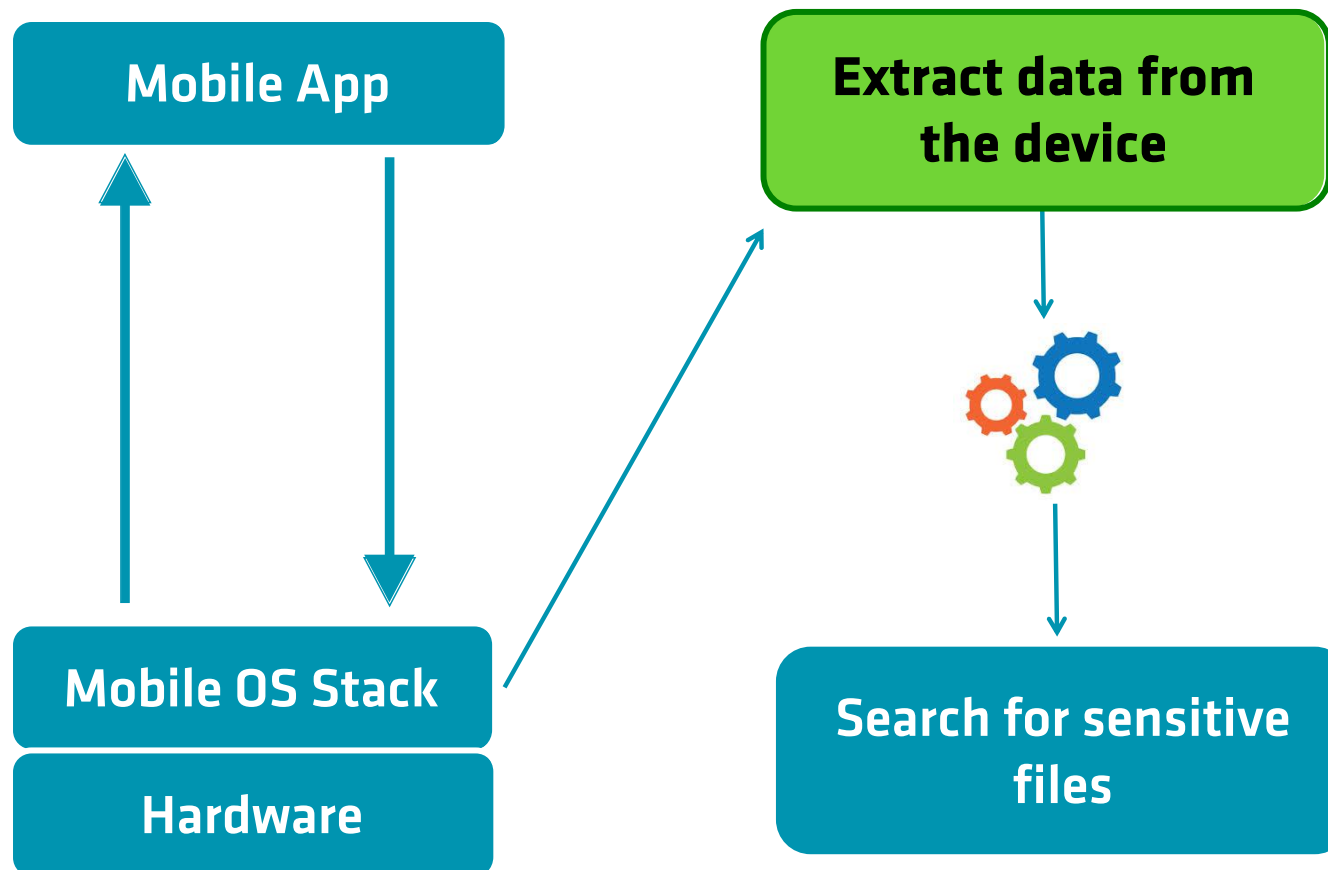 Mobile App
Extract data from
the device
Mobile OS Stack
Hardware
Search for sensitive
files